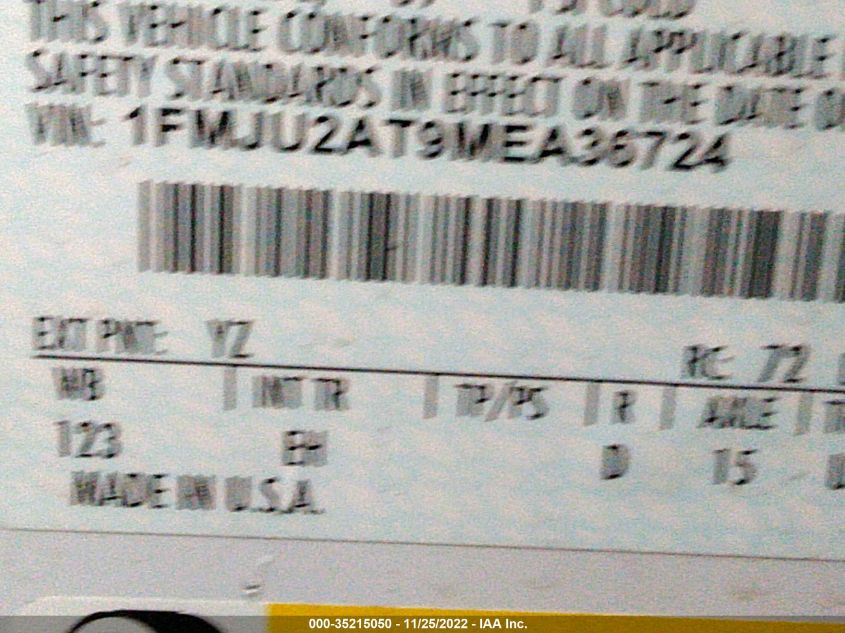 THIS VEHICLE CONFORMS TO ALL APPLICABLE
SAFETY STANDARDS IN EFFECT ON THE DATE
VIN: 1FMJU2AT9MEA36724
EXT PNT: YZ RC: 72
WB | INT TR | TP/PS | R | AXLE |
123 EH D 15
MADE IN U.S.A.
000-35215050 - 11/25/2022 - IAA Inc.